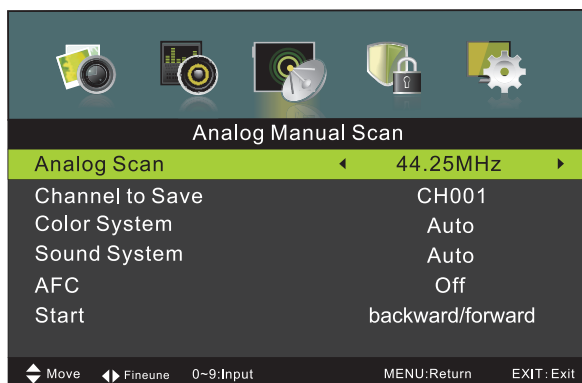 Analog Manual Scan
Analog Scan 44.25MHz
Channel to Save CH001
Color System Auto
Sound System Auto
AFC Off
Start backward/forward
Move Fineune 0~9:Input MENU:Return EXIT:Exit